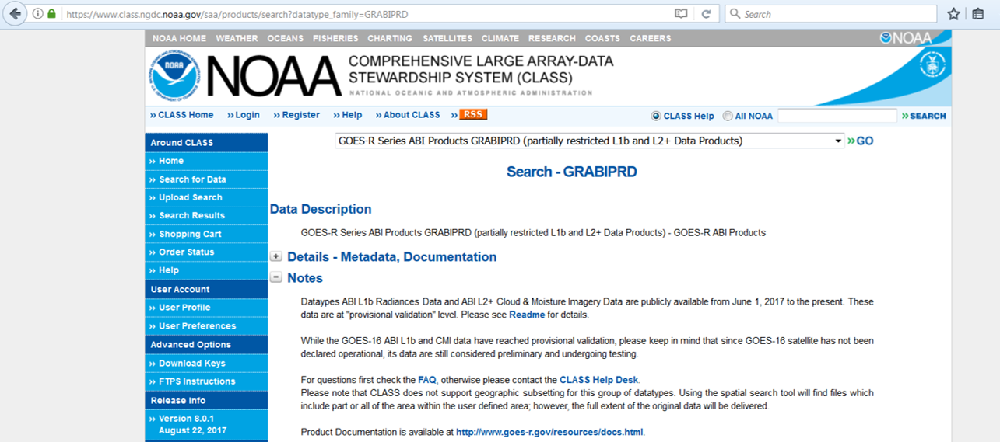 https://www.class.ngdc.noaa.gov/saa/products/search?datatype_family=GRABIPRD
Search
NOAA HOME WEATHER OCEANS FISHERIES CHARTING SATELLITES CLIMATE RESEARCH COASTS CAREERS
NOAA
NOAA
NOAA
COMPREHENSIVE LARGE ARRAY-DATA
STEWARDSHIP SYSTEM (CLASS)
NATIONAL OCEANIC AND ATMOSPHERIC ADMINISTRATION
» CLASS Home » Login » Register » Help » About CLASS » RSS
CLASS Help All NOAA » SEARCH
Around CLASS
» Home
» Search for Data
» Upload Search
» Search Results
» Shopping Cart
» Order Status
» Help
User Account
» User Profile
» User Preferences
Advanced Options
» Download Keys
» FTPS Instructions
Release Info
» Version 8.0.1
August 22, 2017
GOES-R Series ABI Products GRABIPRD (partially restricted L1b and L2+ Data Products) » GO
Search - GRABIPRD
Data Description
GOES-R Series ABI Products GRABIPRD (partially restricted L1b and L2+ Data Products) - GOES-R ABI Products
+ Details - Metadata, Documentation
− Notes
Dataypes ABI L1b Radiances Data and ABI L2+ Cloud & Moisture Imagery Data are publicly available from June 1, 2017 to the present. These
data are at "provisional validation" level. Please see Readme for details.
While the GOES-16 ABI L1b and CMI data have reached provisional validation, please keep in mind that since GOES-16 satellite has not been
declared operational, its data are still considered preliminary and undergoing testing.
For questions first check the FAQ, otherwise please contact the CLASS Help Desk.
Please note that CLASS does not support geographic subsetting for this group of datatypes. Using the spatial search tool will find files which
include part or all of the area within the user defined area; however, the full extent of the original data will be delivered.
Product Documentation is available at http://www.goes-r.gov/resources/docs.html.